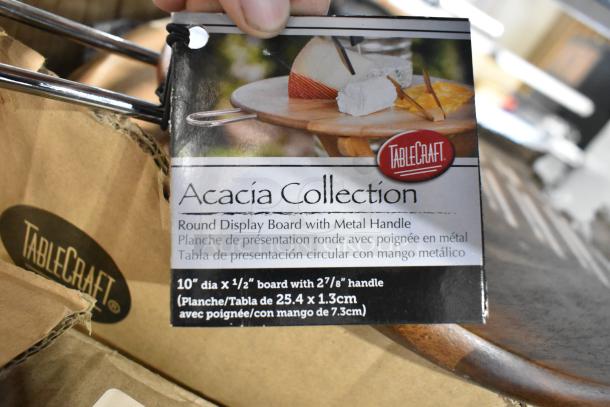 TABLECRAFT
Acacia Collection
Round Display Board with Metal Handle
Planche de présentation ronde avec poignée en métal
Tabla de presentación circular con mango metálico
10" dia x 1/2" board with 2 7/8" handle
(Planche/Tabla de 25.4 x 1.3cm
avec poignée/con mango de 7.3cm)
TABLECRAFT®